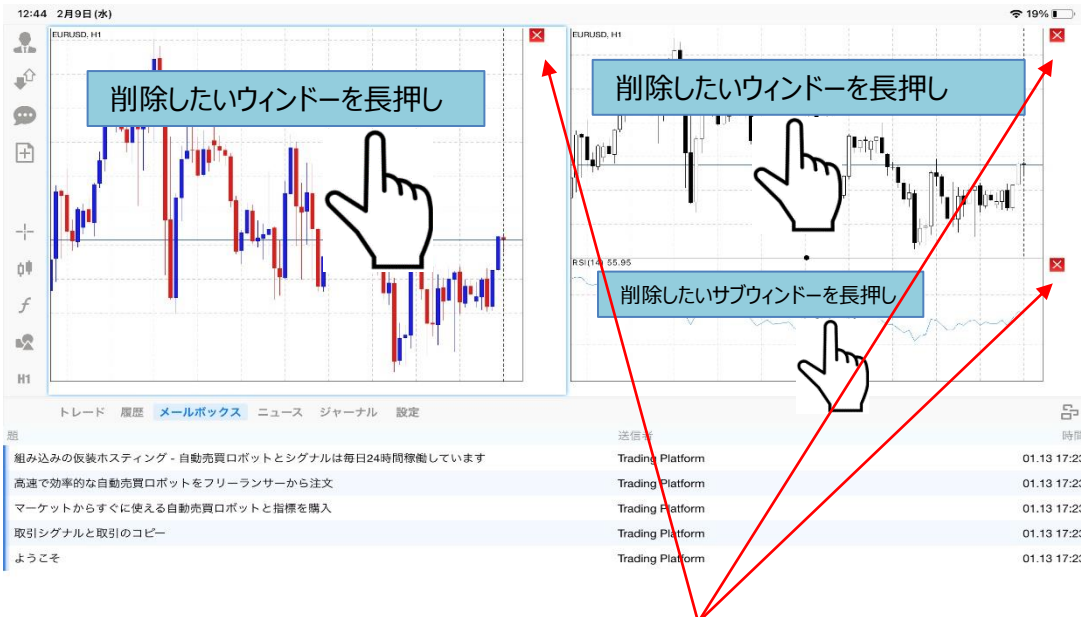 12:44 2月9日(水)
19%
EURUSD, H1
EURUSD, H1
削除したいウィンドーを長押し
削除したいウィンドーを長押し
RSI(14) 55.95
削除したいサブウィンドーを長押し
f
H1
トレード 履歴 メールボックス ニュース ジャーナル 設定
題 送信者 時間
組み込みの仮装ホスティング - 自動売買ロボットとシグナルは毎日24時間稼働しています Trading Platform 01.13 17:23
高速で効率的な自動売買ロボットをフリーランサーから注文 Trading Platform 01.13 17:23
マーケットからすぐに使える自動売買ロボットと指標を購入 Trading Platform 01.13 17:23
取引シグナルと取引のコピー Trading Platform 01.13 17:23
ようこそ Trading Platform 01.13 17:23